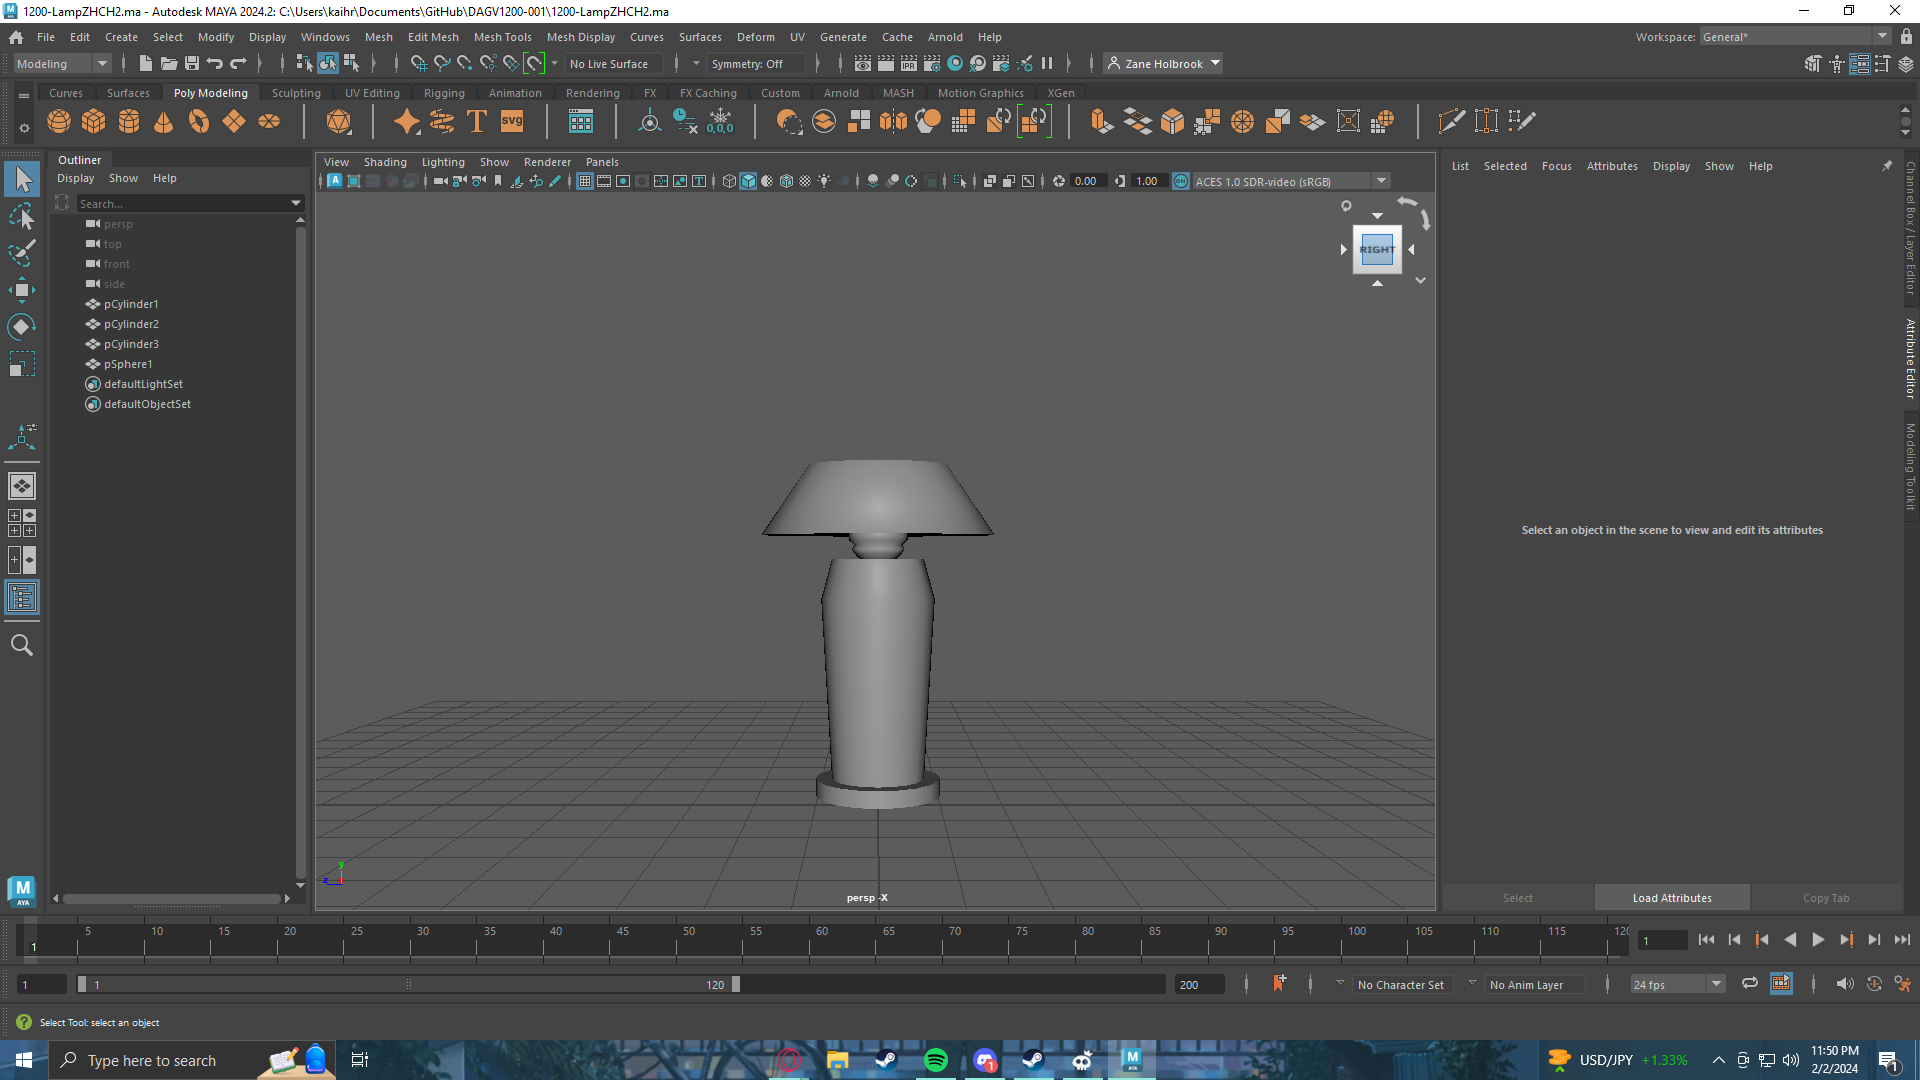 1200-LampZHCH2.ma - Autodesk MAYA 2024.2: C:\Users\kaihr\Documents\GitHub\DAGV1200-001\1200-LampZHCH2.ma
File Edit Create Select Modify Display Windows Mesh Edit Mesh Mesh Tools Mesh Display Curves Surfaces Deform UV Generate Cache Arnold Help
Workspace: General*
Modeling
No Live Surface
Symmetry: Off
IPR
Zane Holbrook
Curves Surfaces Poly Modeling Sculpting UV Editing Rigging Animation Rendering FX FX Caching Custom Arnold MASH Motion Graphics XGen
T
SVG
0,0,0
Outliner
Display Show Help
Search...
persp
top
front
side
pCylinder1
pCylinder2
pCylinder3
pSphere1
defaultLightSet
defaultObjectSet
View Shading Lighting Show Renderer Panels
0.00
1.00
ON
ACES 1.0 SDR-video (sRGB)
RIGHT
y
z
persp -X
List Selected Focus Attributes Display Show Help
Select an object in the scene to view and edit its attributes
Select
Load Attributes
Copy Tab
Channel Box / Layer Editor
Attribute Editor
Modeling Toolkit
M
AYA
1
5 10 15 20 25 30 35 40 45 50 55 60 65 70 75 80 85 90 95 100 105 110 115 120
1
1
1
120
200
No Character Set
No Anim Layer
24 fps
Select Tool: select an object
Type here to search
USD/JPY +1.33%
11:50 PM
2/2/2024
1